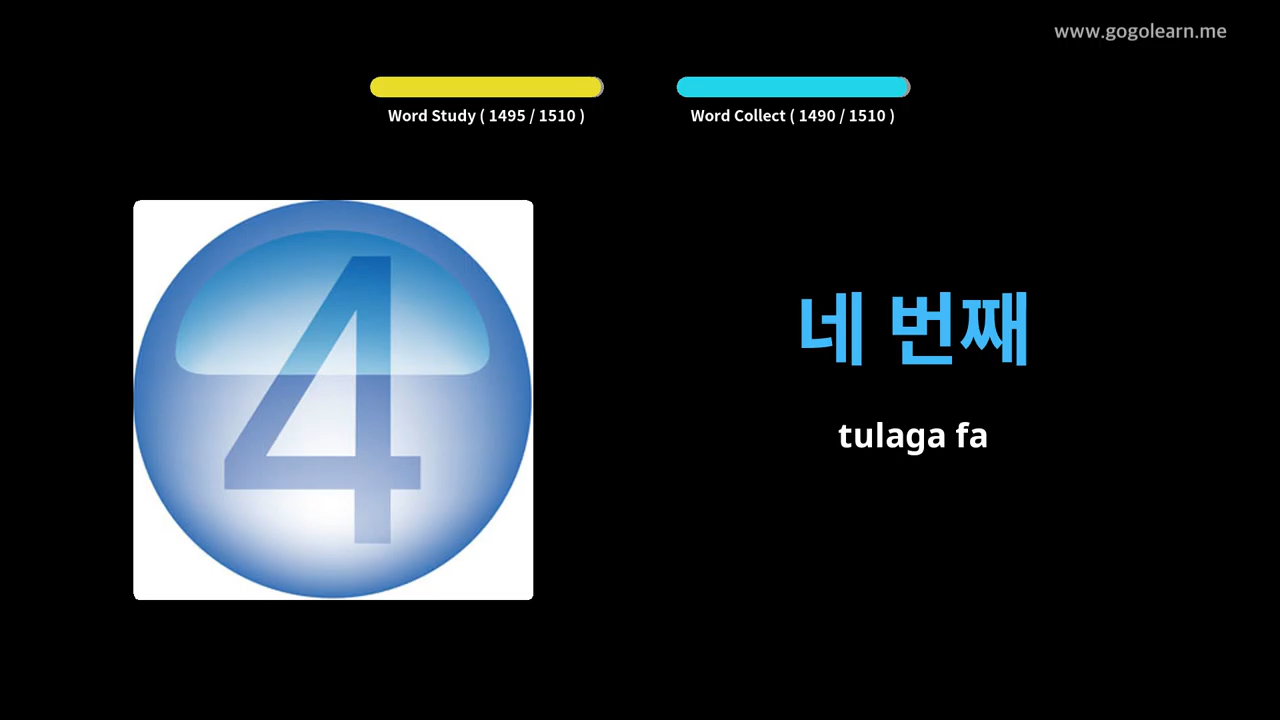 www.gogolearn.me
Word Study ( 1495 / 1510 )
Word Collect ( 1490 / 1510 )
4
네 번째
tulaga fa